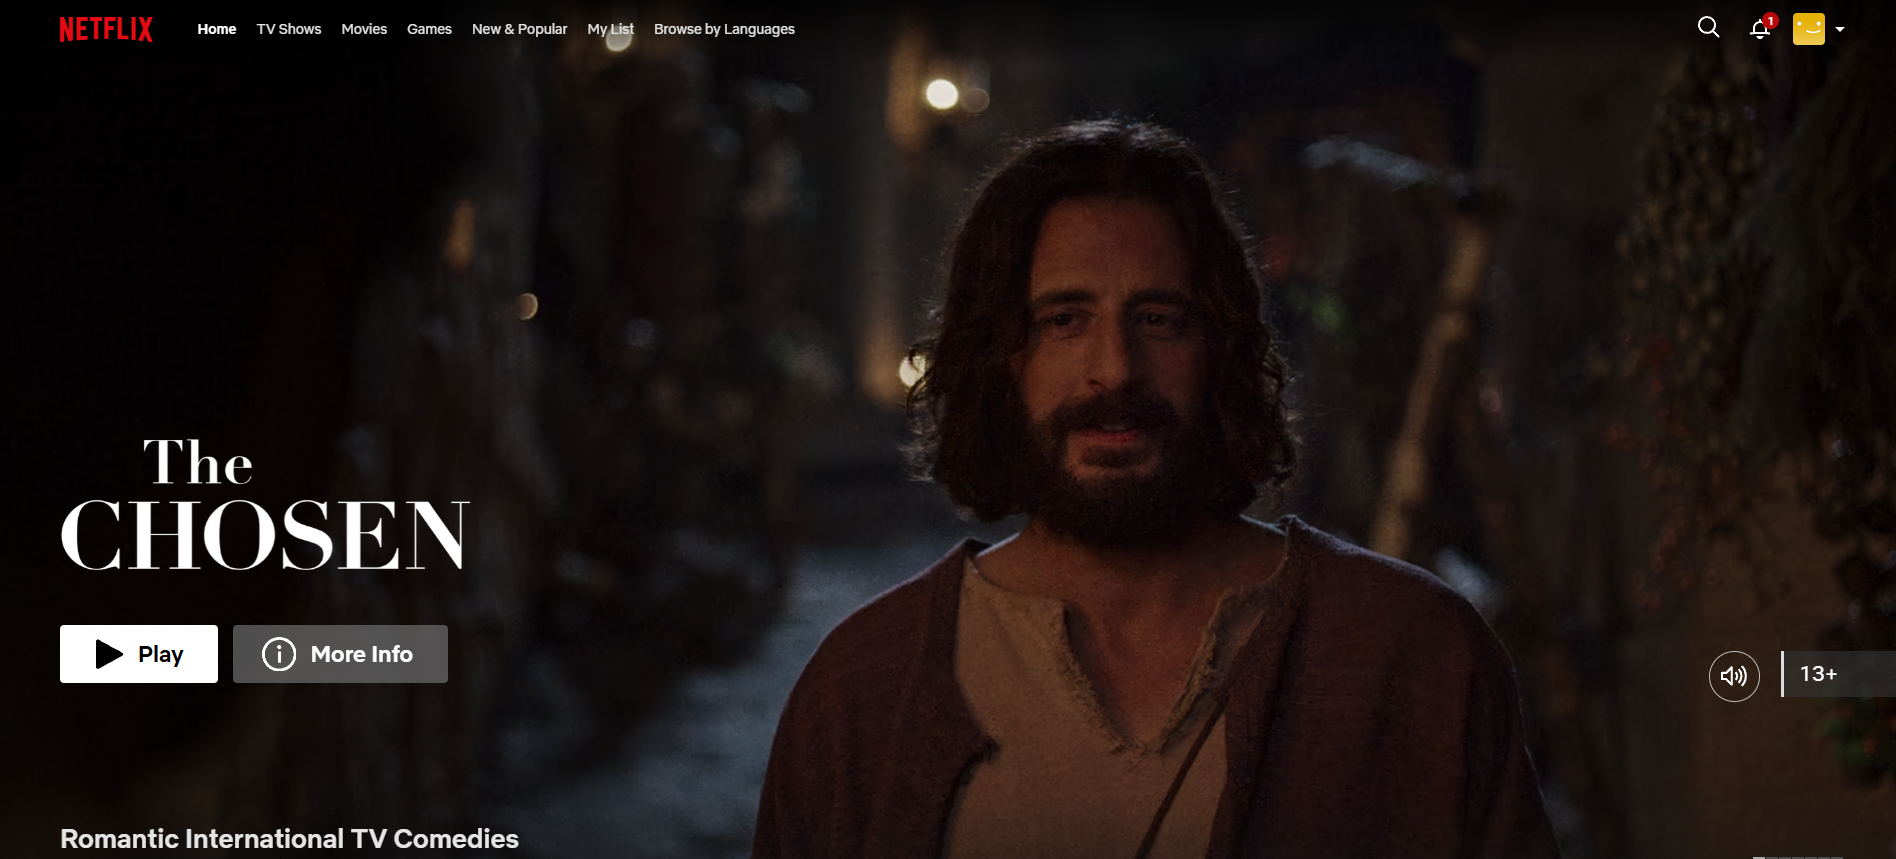 NETFLIX Home TV Shows Movies Games New & Popular My List Browse by Languages 1
The
CHOSEN
Play More Info
13+
Romantic International TV Comedies